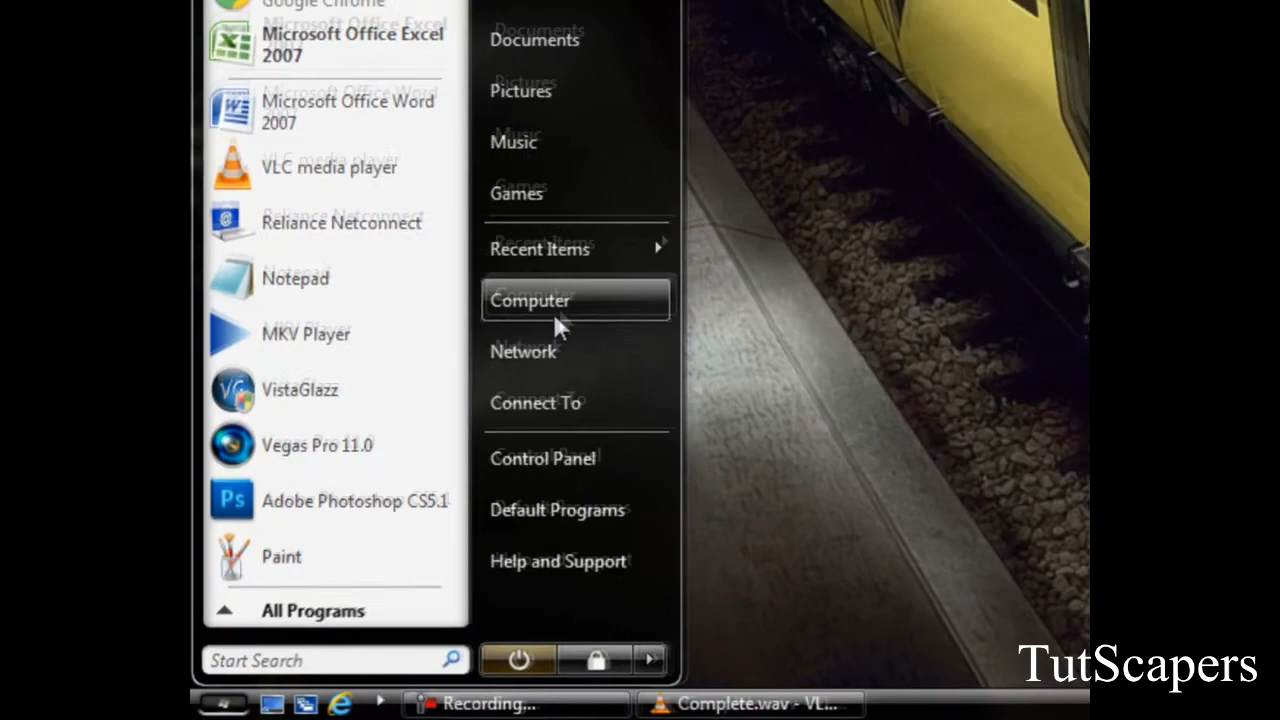 Google Chrome
Microsoft Office Excel
2007
Microsoft Office Word
2007
VLC media player
Reliance Netconnect
Notepad
MKV Player
VistaGlazz
Vegas Pro 11.0
Adobe Photoshop CS5.1
Paint
All Programs
Start Search
Documents
Pictures
Music
Games
Recent Items
Computer
Network
Connect To
Control Panel
Default Programs
Help and Support
Recording...
Complete.wav - VL...
TutScapers